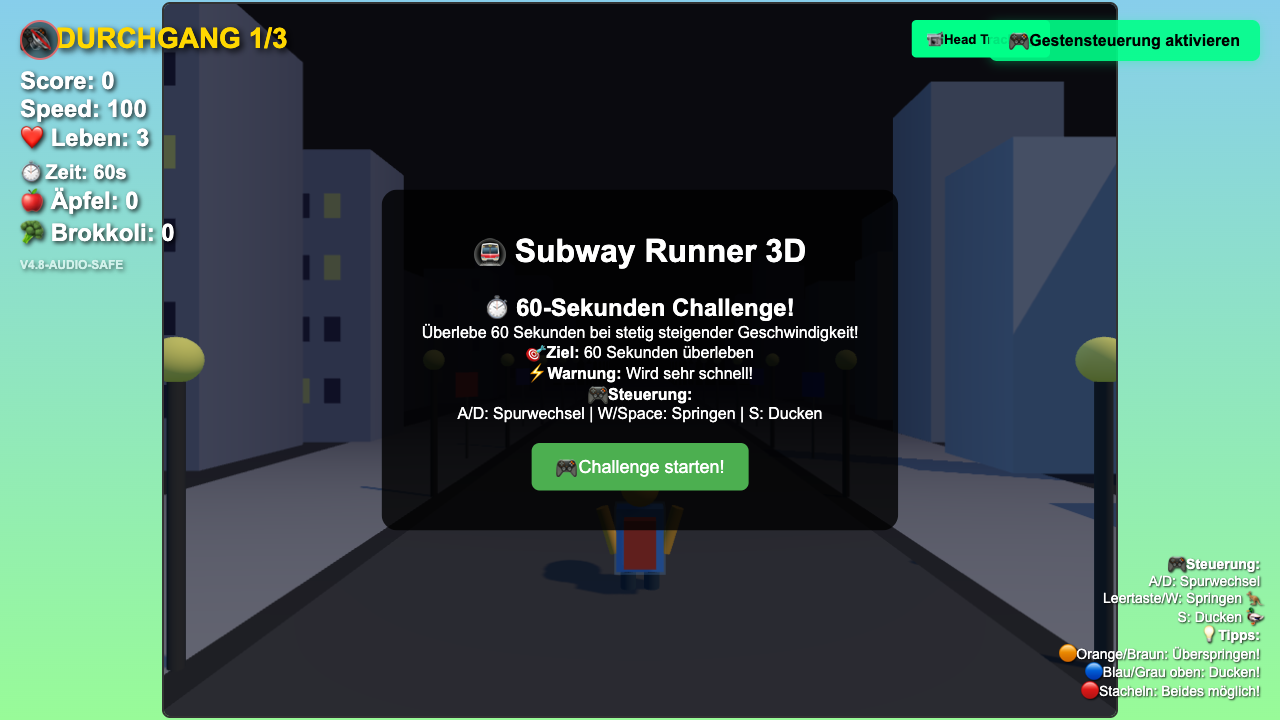 DURCHGANG 1/3
Score: 0
Speed: 100
❤️ Leben: 3
⏱️ Zeit: 60s
🍎 Äpfel: 0
🥦 Brokkoli: 0
V4.8-AUDIO-SAFE
📹Head
🎮Gestensteuerung aktivieren
🚇 Subway Runner 3D
⏱️ 60-Sekunden Challenge!
Überlebe 60 Sekunden bei stetig steigender Geschwindigkeit!
🎯Ziel: 60 Sekunden überleben
⚡Warnung: Wird sehr schnell!
🎮Steuerung:
A/D: Spurwechsel | W/Space: Springen | S: Ducken
🎮Challenge starten!
🎮Steuerung:
A/D: Spurwechsel
Leertaste/W: Springen 🦘
S: Ducken 🦆
💡Tipps:
🟠Orange/Braun: Überspringen!
🔵Blau/Grau oben: Ducken!
🔴Stacheln: Beides möglich!